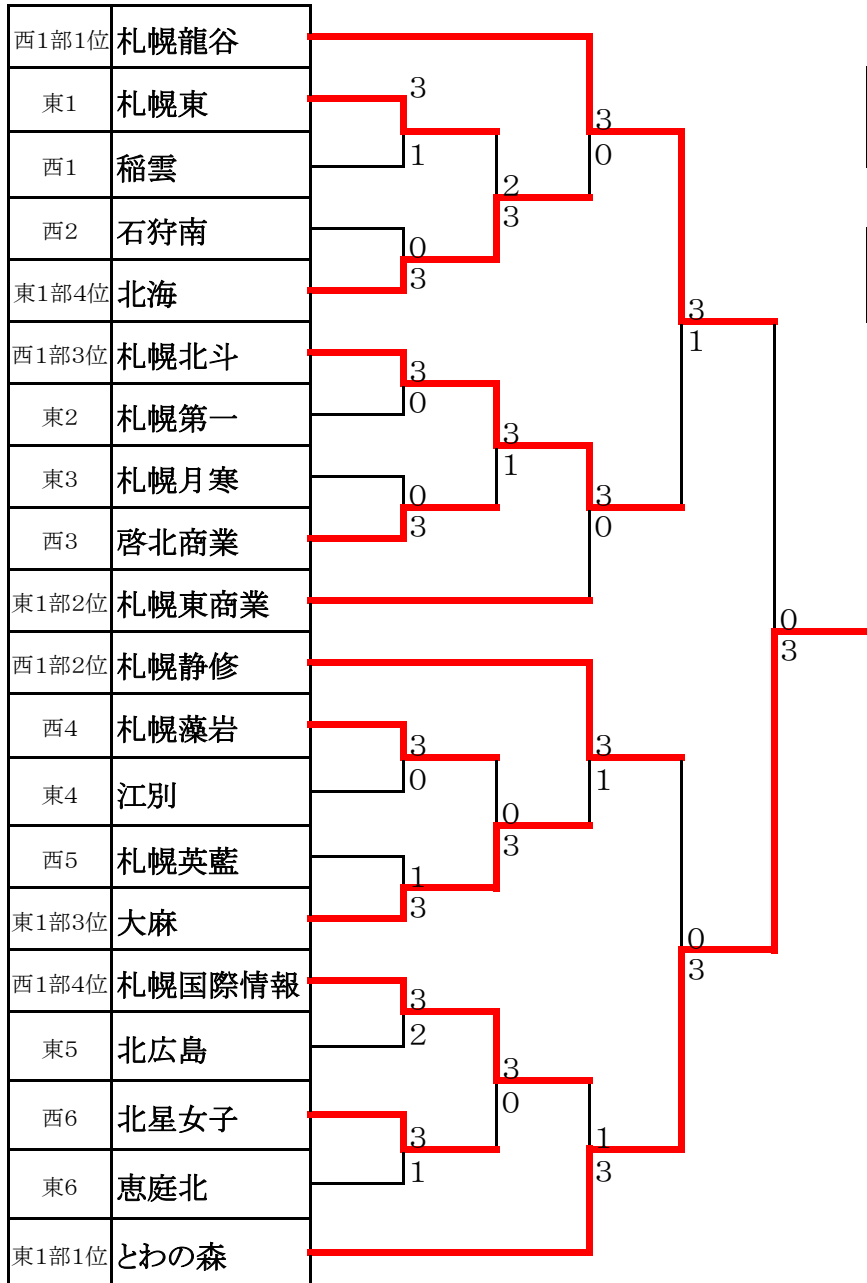 西1部1位 札幌龍谷
東1 札幌東
西1 稲雲
西2 石狩南
東1部4位 北海
西1部3位 札幌北斗
東2 札幌第一
東3 札幌月寒
西3 啓北商業
東1部2位 札幌東商業
西1部2位 札幌静修
西4 札幌藻岩
東4 江別
西5 札幌英藍
東1部3位 大麻
西1部4位 札幌国際情報
東5 北広島
西6 北星女子
東6 恵庭北
東1部1位 とわの森
3
1
0
3
3
0
0
3
3
0
1
3
3
2
3
1
2
3
3
1
0
3
3
0
3
0
3
0
3
1
1
3
3
1
0
3
0
3